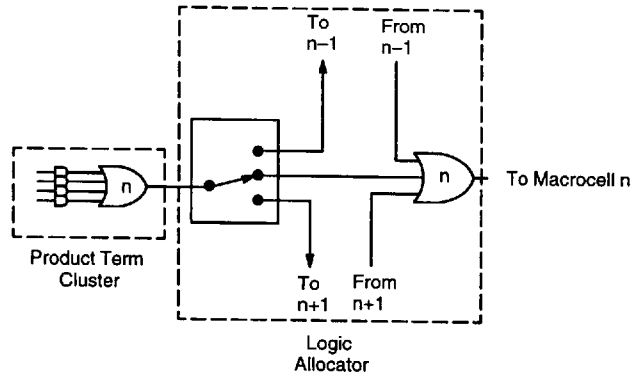 To
n–1
From
n–1
n
n
To Macrocell n
Product Term
Cluster
To
n+1
From
n+1
Logic
Allocator